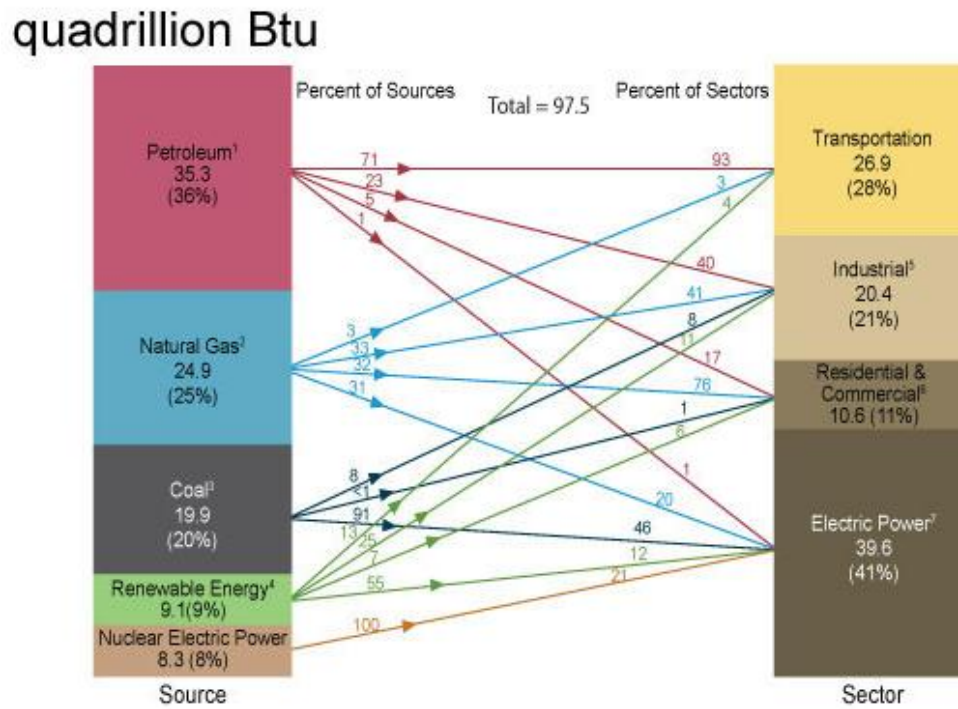 quadrillion Btu
Percent of Sources
Total = 97.5
Percent of Sectors
Petroleum¹
35.3
(36%)
Natural Gas²
24.9
(25%)
Coal³
19.9
(20%)
Renewable Energy⁴
9.1(9%)
Nuclear Electric Power
8.3 (8%)
Source
71
23
5
1
3
33
32
31
8
<1
91
13
25
7
55
100
93
3
4
40
41
8
11
17
76
1
6
1
20
46
12
21
Transportation
26.9
(28%)
Industrial⁵
20.4
(21%)
Residential &
Commercial⁶
10.6 (11%)
Electric Power⁷
39.6
(41%)
Sector